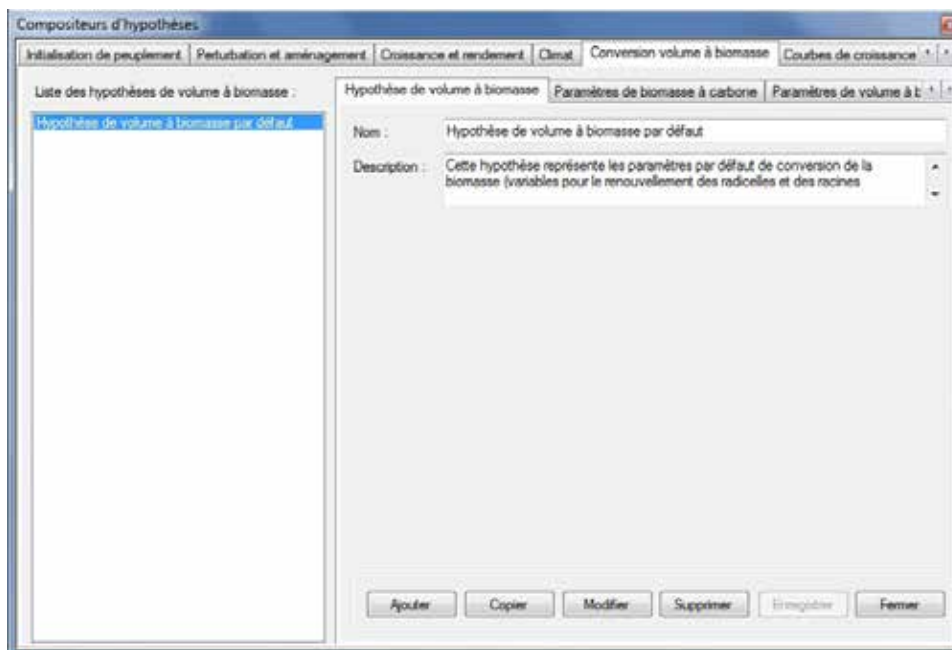 Compositeurs d'hypothèses
Initialisation de peuplement Perturbation et aménagement Croissance et rendement Climat Conversion volume à biomasse Courbes de croissance
Liste des hypothèses de volume à biomasse :
Hypothèse de volume à biomasse par défaut
Hypothèse de volume à biomasse Paramètres de biomasse à carbone Paramètres de volume à b
Nom : Hypothèse de volume à biomasse par défaut
Description : Cette hypothèse représente les paramètres par défaut de conversion de la
biomasse (variables pour le renouvellement des radicelles et des racines
Ajouter Copier Modifier Supprimer Enregistrer Fermer